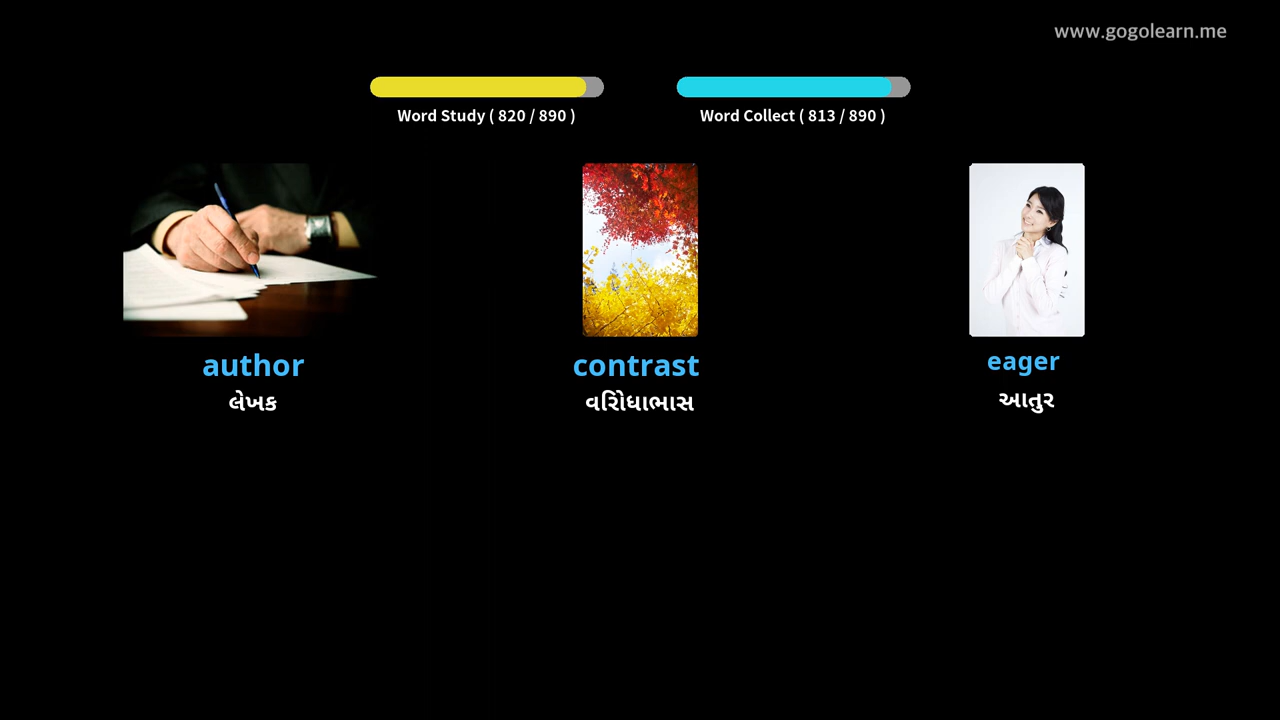 www.gogolearn.me
Word Study ( 820 / 890 )
Word Collect ( 813 / 890 )
author
contrast
eager
લેખક
વિરોધાભાસ
આતુર